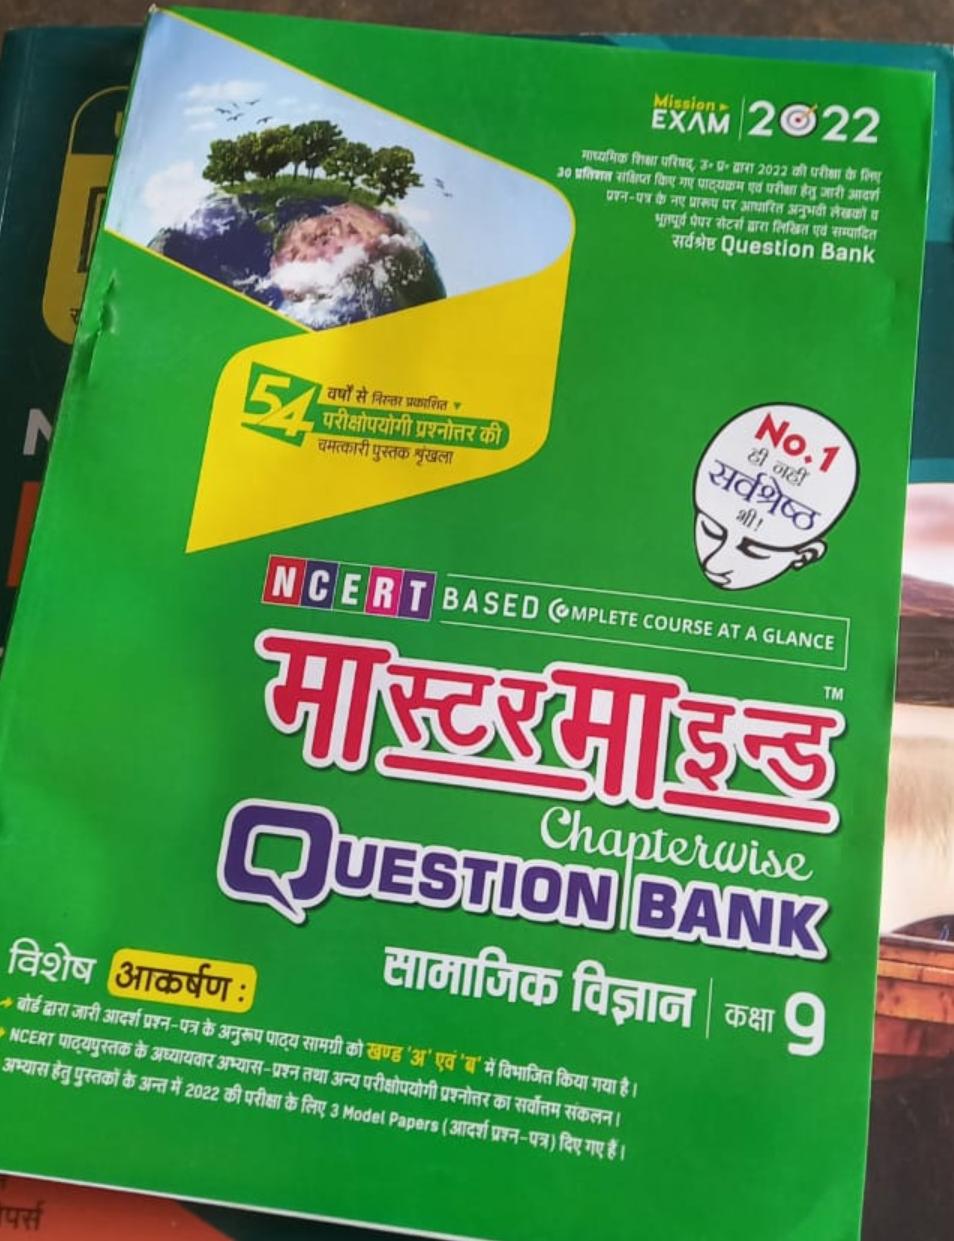 Mission
EXAM 2022
माध्यमिक शिक्षा परिषद्, उ॰ प्र॰ द्वारा 2022 की परीक्षा के लिए
30 प्रतिशत संक्षिप्त किए गए पाठ्यक्रम एवं परीक्षा हेतु जारी आदर्श
प्रश्न-पत्र के नए प्रारूप पर आधारित अनुभवी लेखकों व
भूतपूर्व पेपर सेटर्स द्वारा लिखित एवं सम्पादित
सर्वश्रेष्ठ Question Bank
54 वर्षों से निरन्तर प्रकाशित
परीक्षोपयोगी प्रश्नोत्तर की
चमत्कारी पुस्तक श्रृंखला
No. 1
ही नहीं
सर्वश्रेष्ठ
भी!
NCERT BASED COMPLETE COURSE AT A GLANCE
मास्टरमाइन्ड TM
Chapterwise
QUESTION BANK
सामाजिक विज्ञान कक्षा 9
विशेष आकर्षण :
बोर्ड द्वारा जारी आदर्श प्रश्न-पत्र के अनुरूप पाठ्य सामग्री को खण्ड 'अ' एवं 'ब' में विभाजित किया गया है।
NCERT पाठ्यपुस्तक के अध्यायवार अभ्यास-प्रश्न तथा अन्य परीक्षोपयोगी प्रश्नोत्तर का सर्वोत्तम संकलन।
अभ्यास हेतु पुस्तकों के अन्त में 2022 की परीक्षा के लिए 3 Model Papers (आदर्श प्रश्न-पत्र) दिए गए हैं।